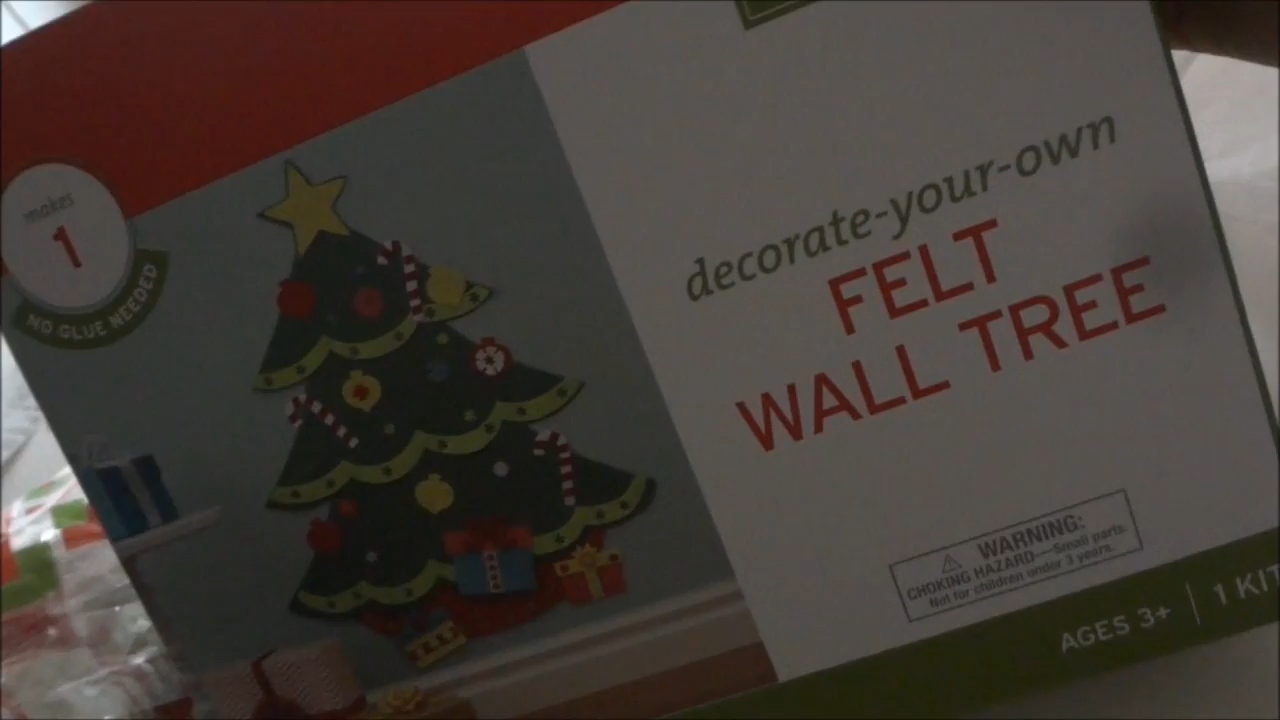 makes
1
NO GLUE NEEDED
decorate-your-own
FELT
WALL TREE
WARNING:
CHOKING HAZARD—Small parts.
Not for children under 3 years.
AGES 3+ | 1 KIT